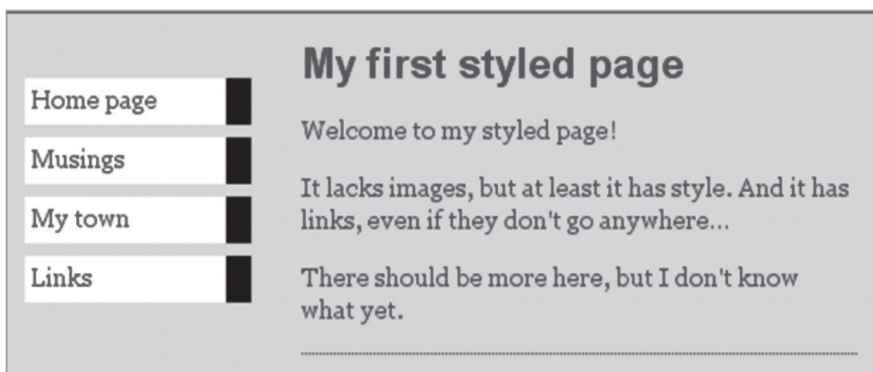 Home page
Musings
My town
Links
My first styled page
Welcome to my styled page!
It lacks images, but at least it has style. And it has
links, even if they don't go anywhere...
There should be more here, but I don't know
what yet.